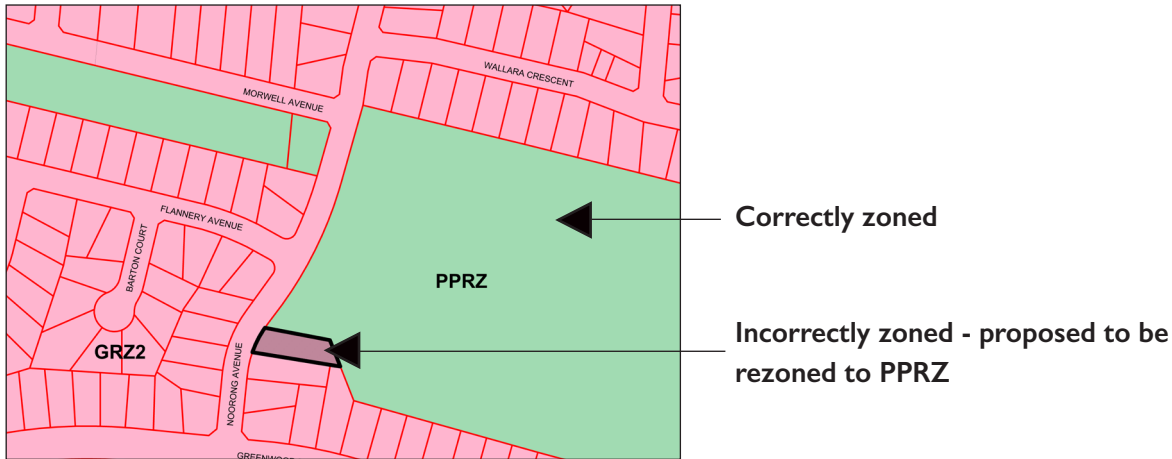 WALLARA CRESCENT
MORWELL AVENUE
FLANNERY AVENUE
BARTON COURT
Correctly zoned
PPRZ
Incorrectly zoned - proposed to be
rezoned to PPRZ
GRZ2
NOORONG AVENUE